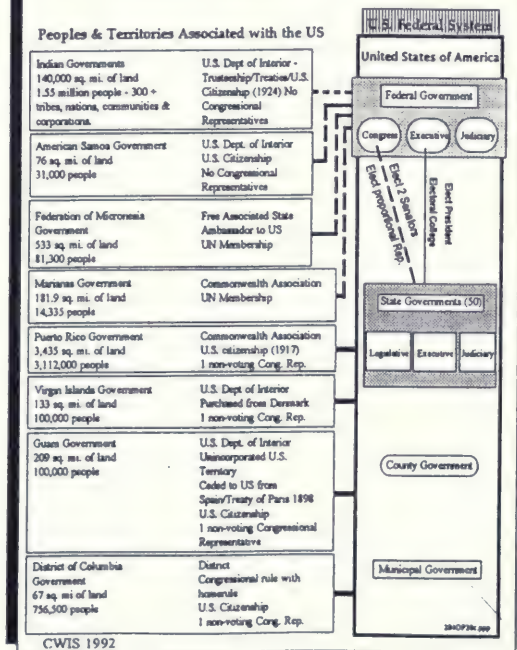 Peoples & Territories Associated with the US
Indian Governments
140,000 sq. mi. of land
1.55 million people - 300 +
tribes, nations, communities &
corporations.
U.S. Dept of Interior -
Trusteeship/Treaties/U.S.
Citizenship (1924) No
Congressional
Representatives
American Samoa Government
76 sq. mi. of land
31,000 people
U.S. Dept. of Interior
U.S. Citizenship
No Congressional
Representatives
Federation of Micronesia
Government
533 sq. mi. of land
81,300 people
Free Associated State
Ambassador to US
UN Membership
Marianas Government
181.9 sq. mi. of land
14,335 people
Commonwealth Association
UN Membership
Puerto Rico Government
3,435 sq. mi. of land
3,112,000 people
Commonwealth Association
U.S. citizenship (1917)
1 non-voting Cong. Rep.
Virgin Islands Government
133 sq. mi. of land
100,000 people
U.S. Dept of Interior
Purchased from Denmark
1 non-voting Cong. Rep.
Guam Government
209 sq. mi. of land
100,000 people
U.S. Dept. of Interior
Unincorporated U.S.
Territory
Ceded to US from
Spain/Treaty of Paris 1898
U.S. Citizenship
1 non-voting Congressional
Representative
District of Columbia
Government
67 sq. mi of land
756,500 people
District
Congressional rule with
homerule
U.S. Citizenship
1 non-voting Cong. Rep.
CWIS 1992
U.S. Federal System
United States of America
Federal Government
Congress
Executive
Judiciary
Elect 2 Senators
Elect proportional Rep.
Elect President
Electoral College
State Governments (50)
Legislative
Executive
Judiciary
County Government
Municipal Government